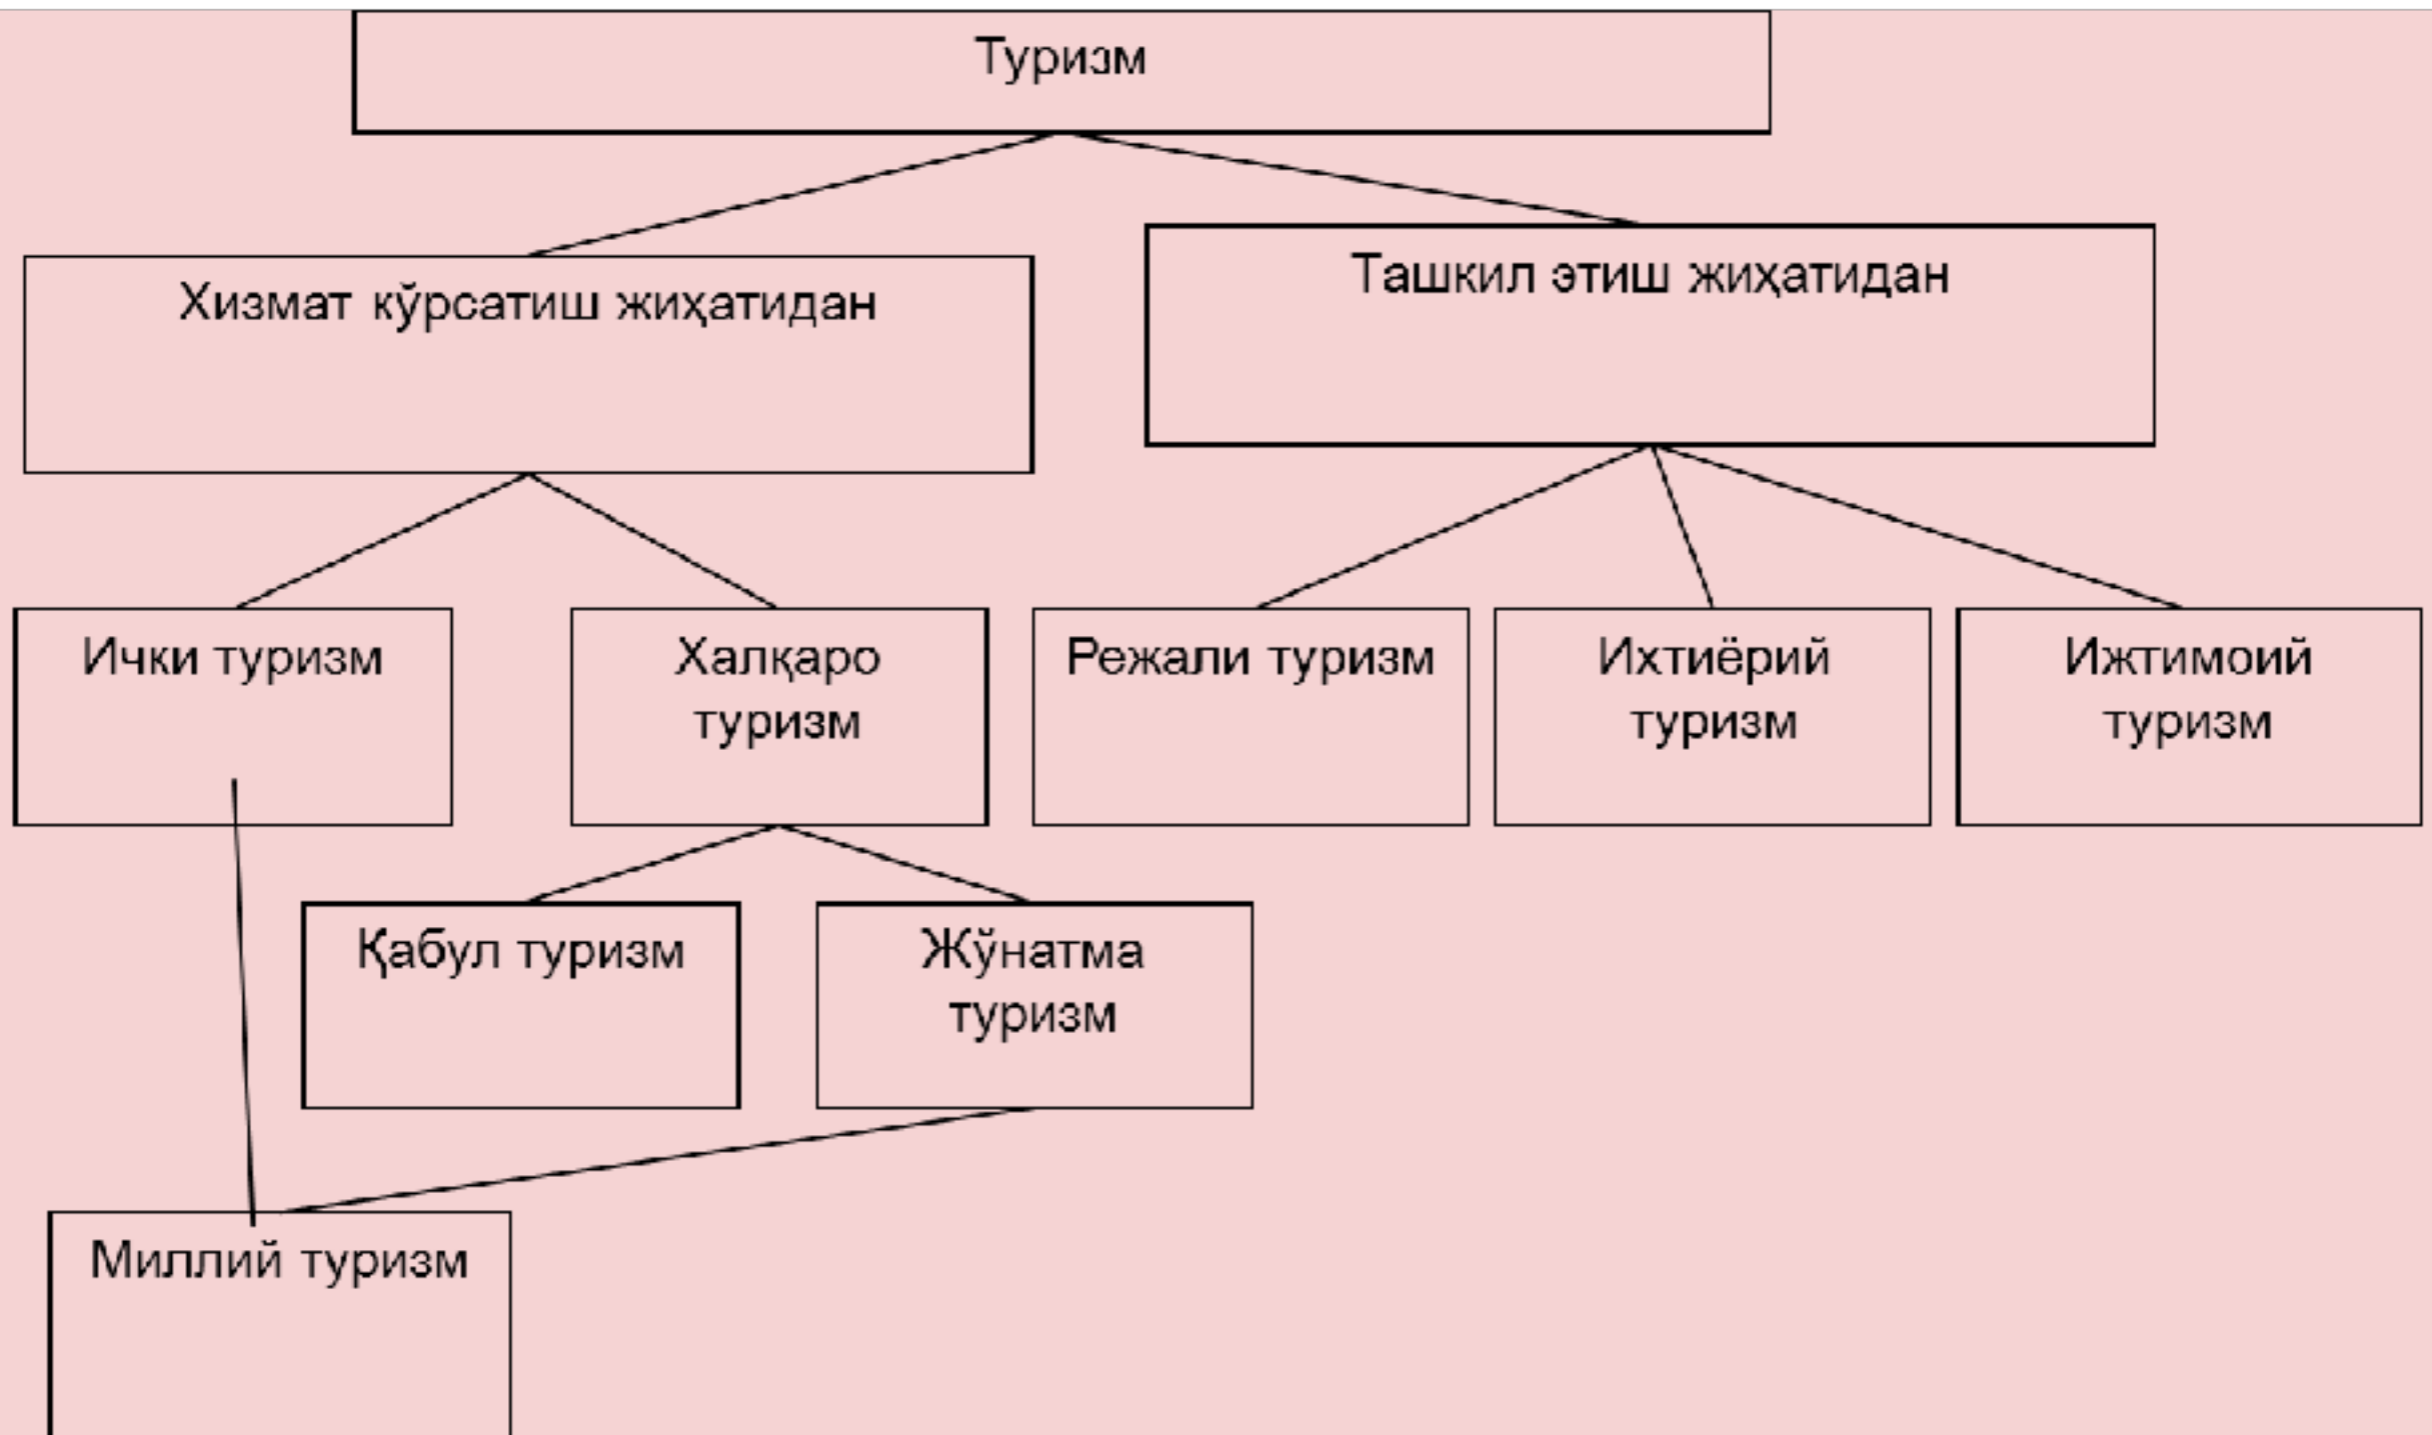 Туризм
Хизмат кўрсатиш жиҳатидан
Ташкил этиш жиҳатидан
Ички туризм
Халқаро
туризм
Режали туризм
Ихтиёрий
туризм
Ижтимоий
туризм
Қабул туризм
Жўнатма
туризм
Миллий туризм